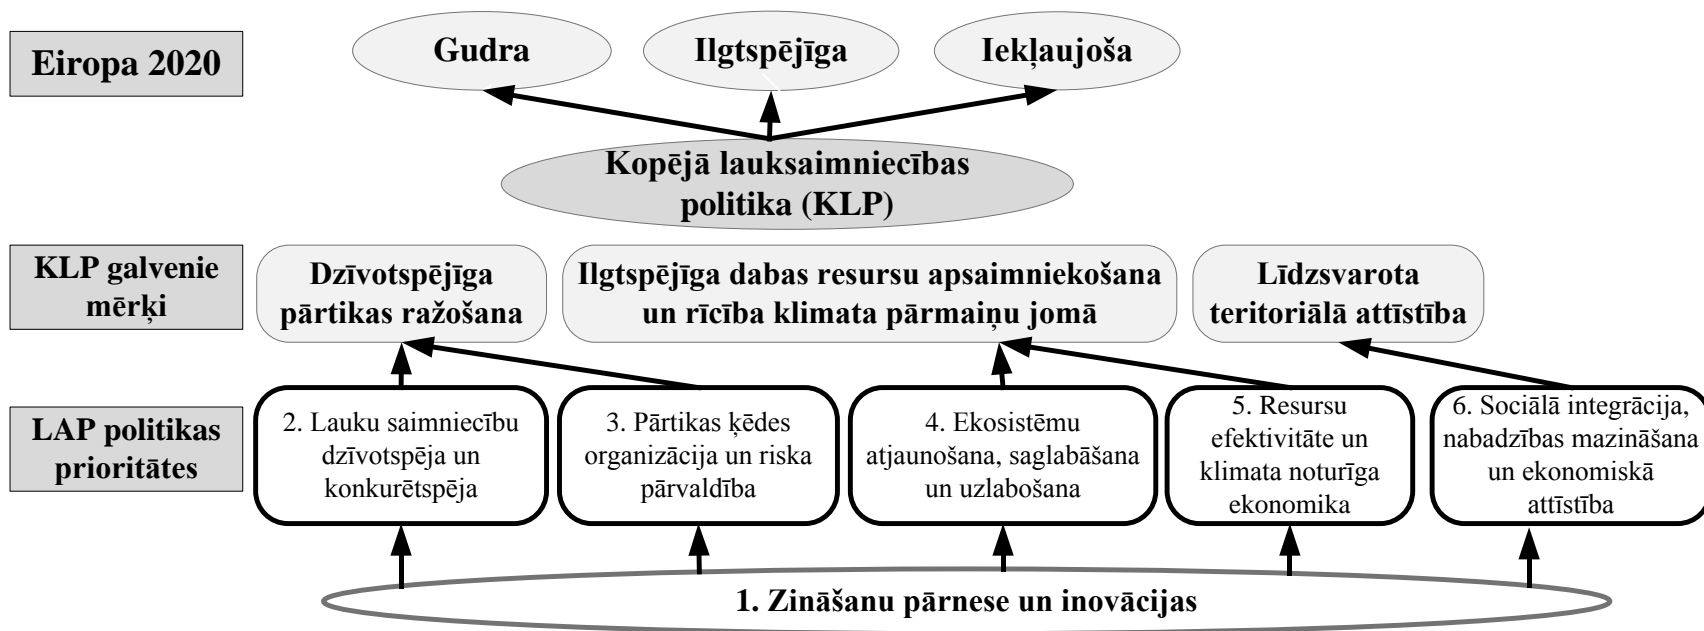 Eiropa 2020
Gudra
Ilgtspējīga
Iekļaujoša
Kopējā lauksaimniecības
politika (KLP)
KLP galvenie
mērķi
Dzīvotspējīga
pārtikas ražošana
Ilgtspējīga dabas resursu apsaimniekošana
un rīcība klimata pārmaiņu jomā
Līdzsvarota
teritoriālā attīstība
LAP politikas
prioritātes
2. Lauku saimniecību
dzīvotspēja un
konkurētspēja
3. Pārtikas ķēdes
organizācija un riska
pārvaldība
4. Ekosistēmu
atjaunošana, saglabāšana
un uzlabošana
5. Resursu
efektivitāte un
klimata noturīga
ekonomika
6. Sociālā integrācija,
nabadzības mazināšana
un ekonomiskā
attīstība
1. Zināšanu pārnese un inovācijas